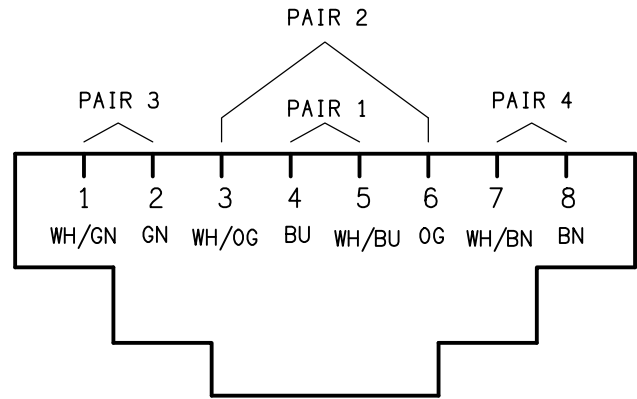 PAIR 2
PAIR 3 PAIR 1 PAIR 4
1 2 3 4 5 6 7 8
WH/GN GN WH/OG BU WH/BU OG WH/BN BN